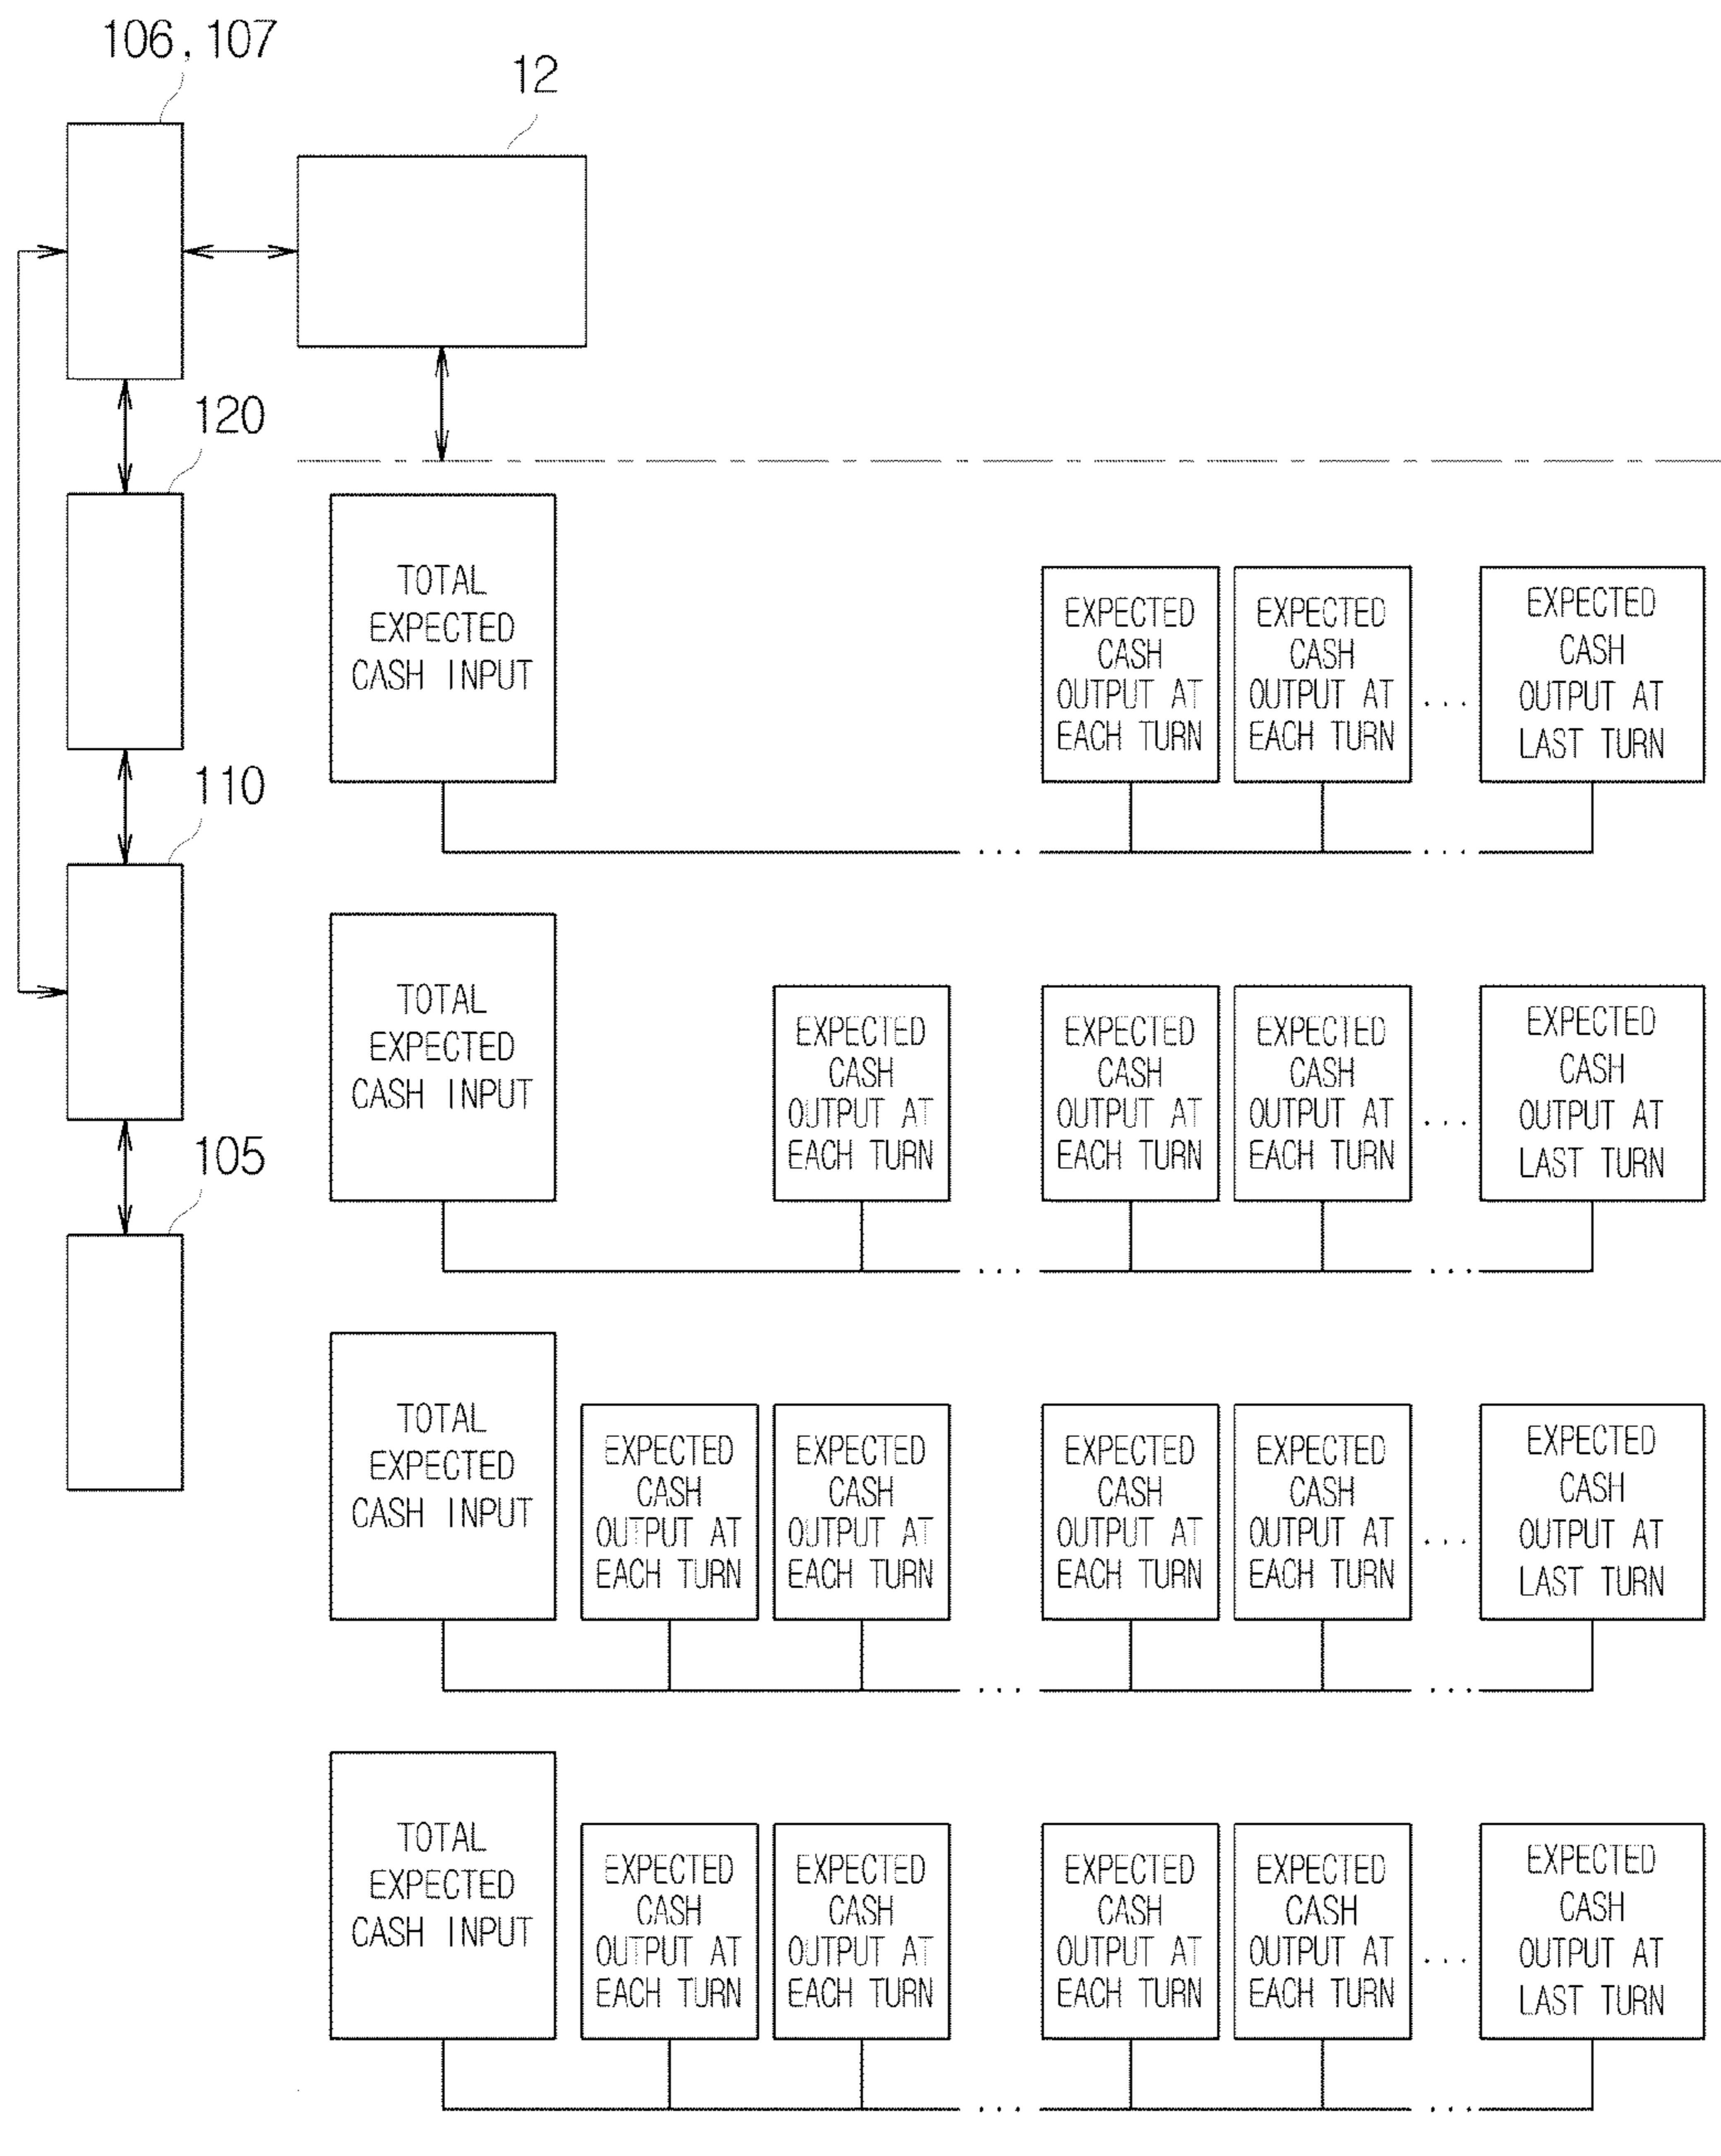 106, 107
12
120
110
105
TOTAL
EXPECTED
CASH INPUT
EXPECTED
CASH
OUTPUT AT
EACH TURN
EXPECTED
CASH
OUTPUT AT
EACH TURN
...
EXPECTED
CASH
OUTPUT AT
LAST TURN
...
...
TOTAL
EXPECTED
CASH INPUT
EXPECTED
CASH
OUTPUT AT
EACH TURN
EXPECTED
CASH
OUTPUT AT
EACH TURN
EXPECTED
CASH
OUTPUT AT
EACH TURN
...
EXPECTED
CASH
OUTPUT AT
LAST TURN
...
...
TOTAL
EXPECTED
CASH INPUT
EXPECTED
CASH
OUTPUT AT
EACH TURN
EXPECTED
CASH
OUTPUT AT
EACH TURN
EXPECTED
CASH
OUTPUT AT
EACH TURN
EXPECTED
CASH
OUTPUT AT
EACH TURN
...
EXPECTED
CASH
OUTPUT AT
LAST TURN
...
...
TOTAL
EXPECTED
CASH INPUT
EXPECTED
CASH
OUTPUT AT
EACH TURN
EXPECTED
CASH
OUTPUT AT
EACH TURN
EXPECTED
CASH
OUTPUT AT
EACH TURN
EXPECTED
CASH
OUTPUT AT
EACH TURN
...
EXPECTED
CASH
OUTPUT AT
LAST TURN
...
...